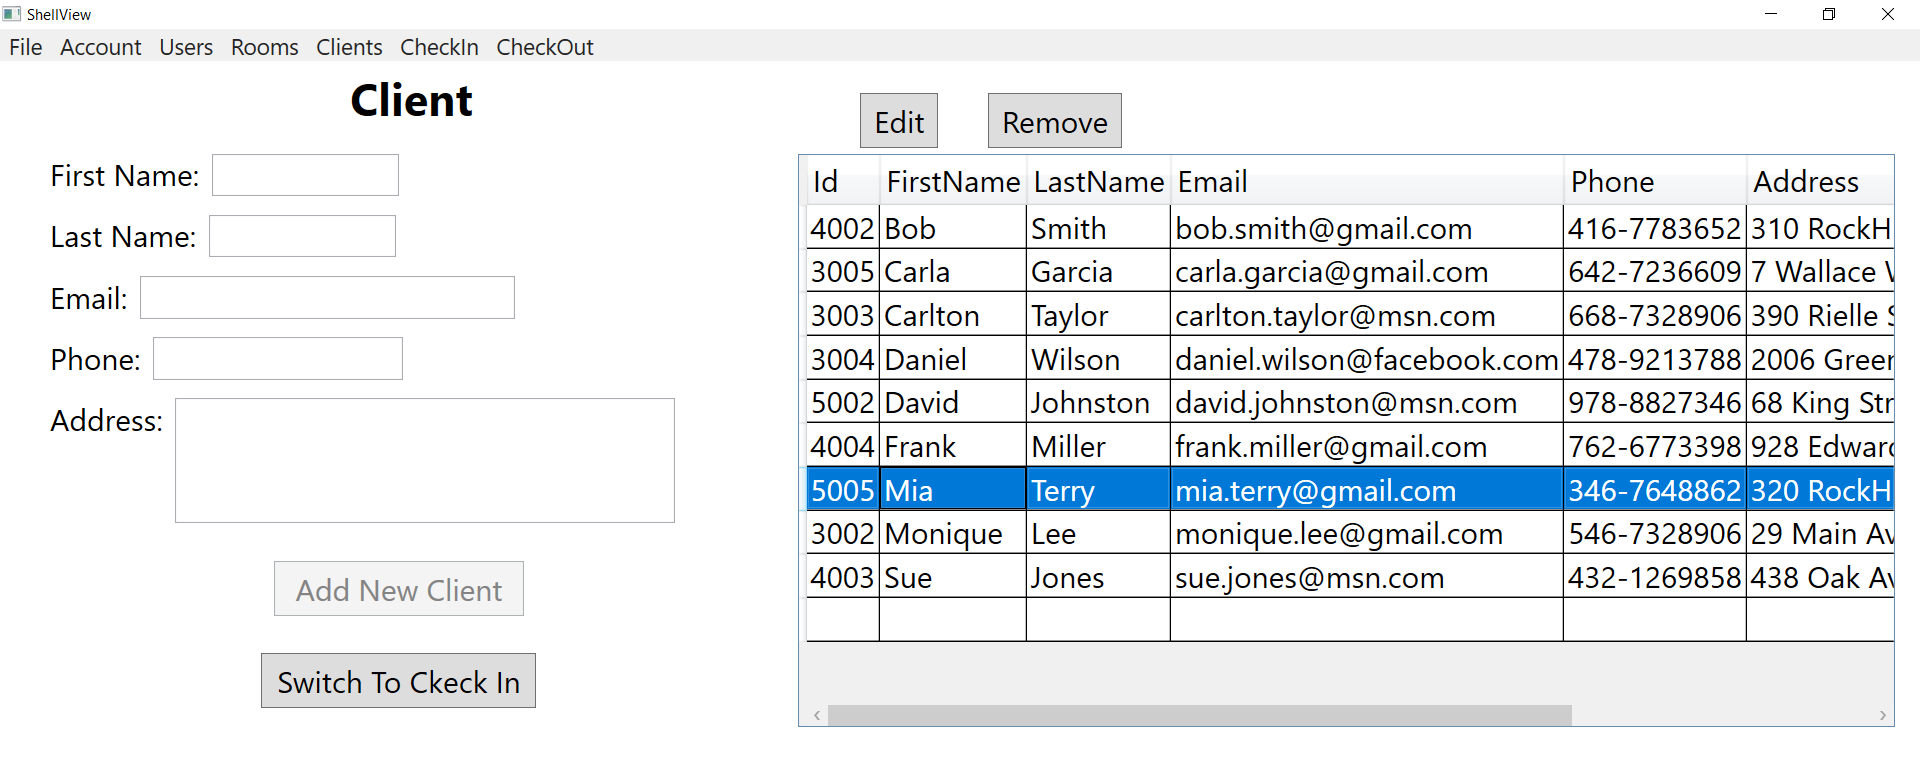 ShellView
File Account Users Rooms Clients CheckIn CheckOut
Client
First Name:
Last Name:
Email:
Phone:
Address:
Add New Client
Switch To Ckeck In
Edit Remove
Id FirstName LastName Email Phone Address
4002 Bob Smith bob.smith@gmail.com 416-7783652 310 RockH
3005 Carla Garcia carla.garcia@gmail.com 642-7236609 7 Wallace
3003 Carlton Taylor carlton.taylor@msn.com 668-7328906 390 Rielle
3004 Daniel Wilson daniel.wilson@facebook.com 478-9213788 2006 Green
5002 David Johnston david.johnston@msn.com 978-8827346 68 King Str
4004 Frank Miller frank.miller@gmail.com 762-6773398 928 Edward
5005 Mia Terry mia.terry@gmail.com 346-7648862 320 RockH
3002 Monique Lee monique.lee@gmail.com 546-7328906 29 Main Av
4003 Sue Jones sue.jones@msn.com 432-1269858 438 Oak Av